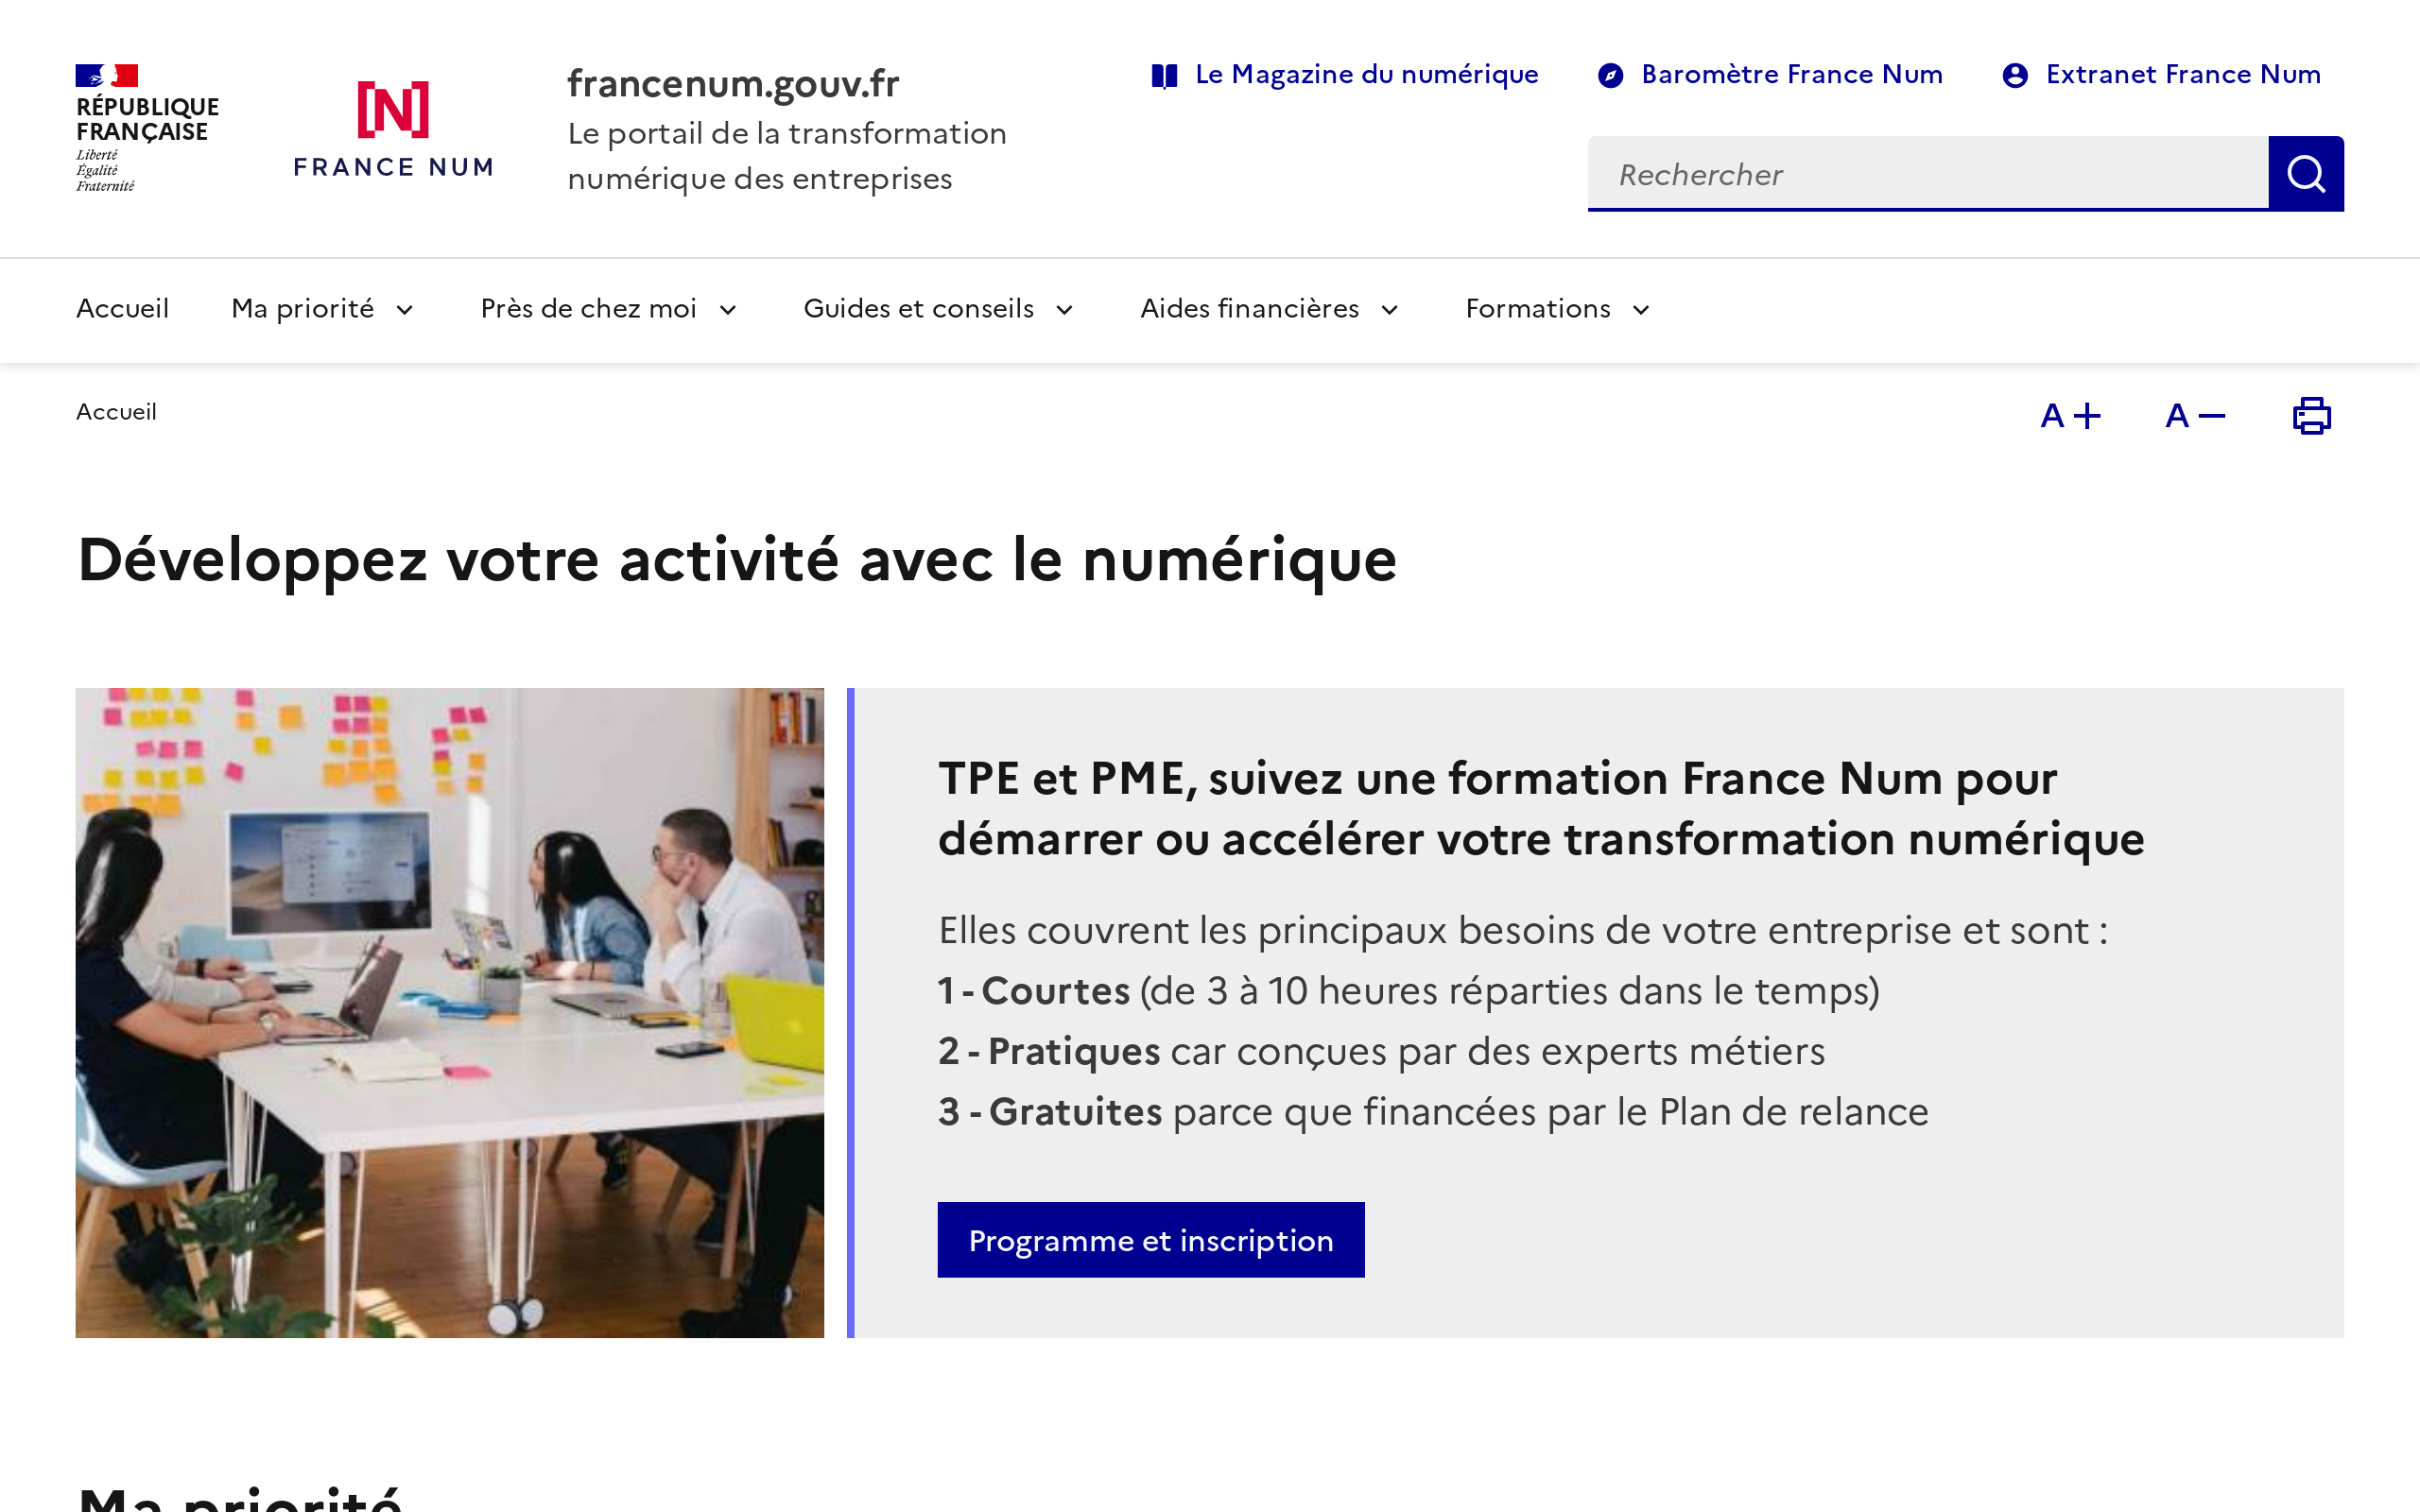 RÉPUBLIQUE
FRANÇAISE
Liberté
Égalité
Fraternité
[N]
FRANCE NUM
francenum.gouv.fr
Le portail de la transformation
numérique des entreprises
Le Magazine du numérique
Baromètre France Num
Extranet France Num
Rechercher
Accueil
Ma priorité
Près de chez moi
Guides et conseils
Aides financières
Formations
Accueil
A+
A−
Développez votre activité avec le numérique
TPE et PME, suivez une formation France Num pour
démarrer ou accélérer votre transformation numérique
Elles couvrent les principaux besoins de votre entreprise et sont :
1 - Courtes (de 3 à 10 heures réparties dans le temps)
2 - Pratiques car conçues par des experts métiers
3 - Gratuites parce que financées par le Plan de relance
Programme et inscription
Ma priorité